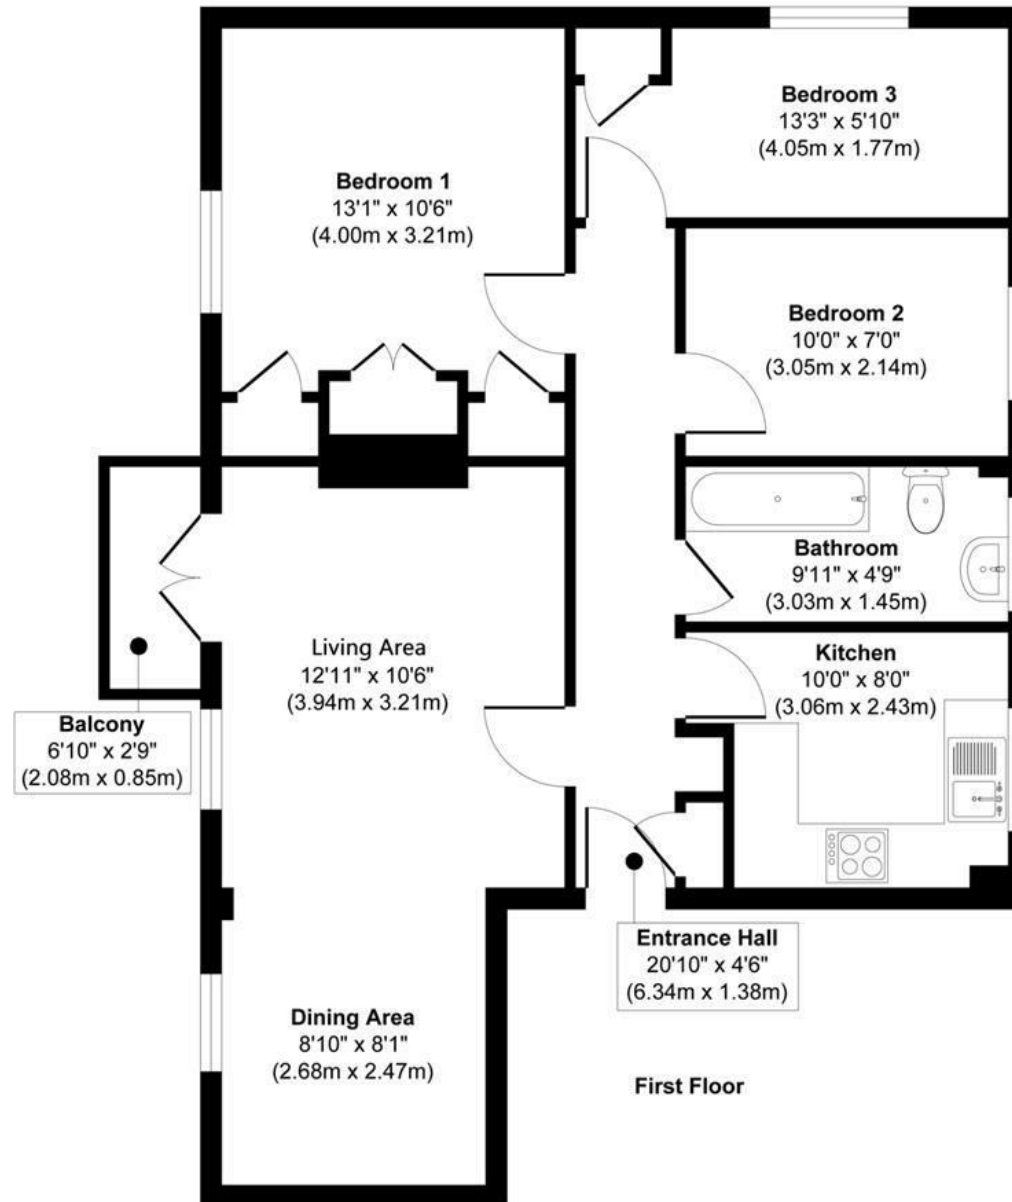 Bedroom 3
13'3" x 5'10"
(4.05m x 1.77m)
Bedroom 1
13'1" x 10'6"
(4.00m x 3.21m)
Bedroom 2
10'0" x 7'0"
(3.05m x 2.14m)
Bathroom
9'11" x 4'9"
(3.03m x 1.45m)
Living Area
12'11" x 10'6"
(3.94m x 3.21m)
Kitchen
10'0" x 8'0"
(3.06m x 2.43m)
Balcony
6'10" x 2'9"
(2.08m x 0.85m)
Entrance Hall
20'10" x 4'6"
(6.34m x 1.38m)
Dining Area
8'10" x 8'1"
(2.68m x 2.47m)
First Floor